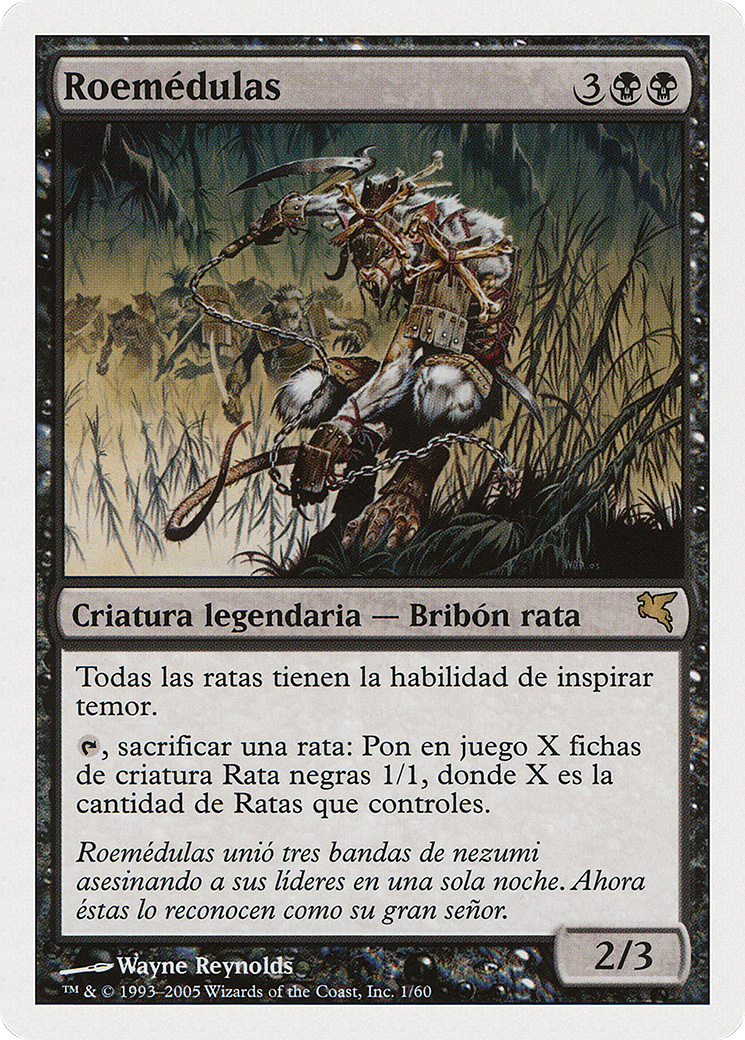 Roemédulas
3
Criatura legendaria — Bribón rata
Todas las ratas tienen la habilidad de inspirar
temor.
, sacrificar una rata: Pon en juego X fichas
de criatura Rata negras 1/1, donde X es la
cantidad de Ratas que controles.
Roemédulas unió tres bandas de nezumi
asesinando a sus líderes en una sola noche. Ahora
éstas lo reconocen como su gran señor.
2/3
Wayne Reynolds
™ & © 1993–2005 Wizards of the Coast, Inc. 1/60